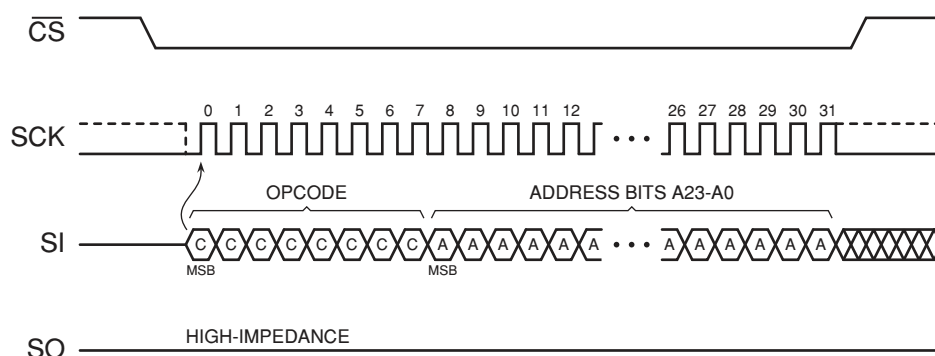 CS
0 1 2 3 4 5 6 7 8 9 10 11 12 26 27 28 29 30 31
SCK
OPCODE ADDRESS BITS A23-A0
SI C C C C C C C C A A A A A A A A A A A A
MSB MSB
HIGH-IMPEDANCE
SO